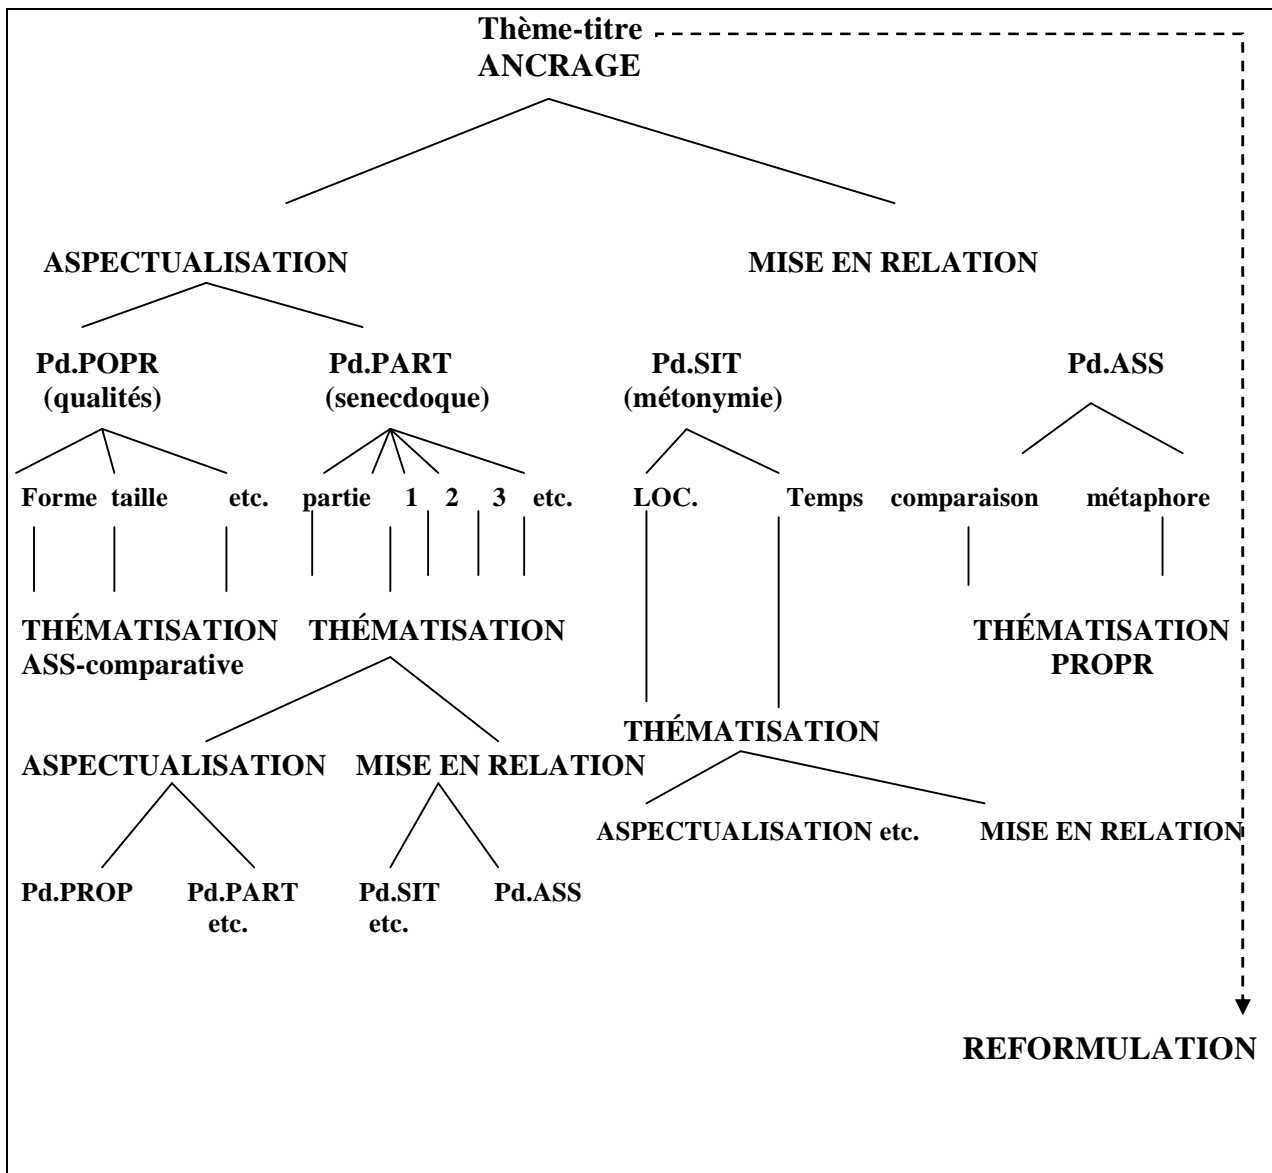 Thème-titre
ANCRAGE
ASPECTUALISATION MISE EN RELATION
Pd.POPR Pd.PART Pd.SIT Pd.ASS
(qualités) (senecdoque) (métonymie)
Forme taille etc. partie 1 2 3 etc. LOC. Temps comparaison métaphore
THÉMATISATION THÉMATISATION THÉMATISATION
ASS-comparative PROPR
THÉMATISATION
ASPECTUALISATION MISE EN RELATION
ASPECTUALISATION etc. MISE EN RELATION
Pd.PROP Pd.PART Pd.SIT Pd.ASS
etc. etc.
REFORMULATION